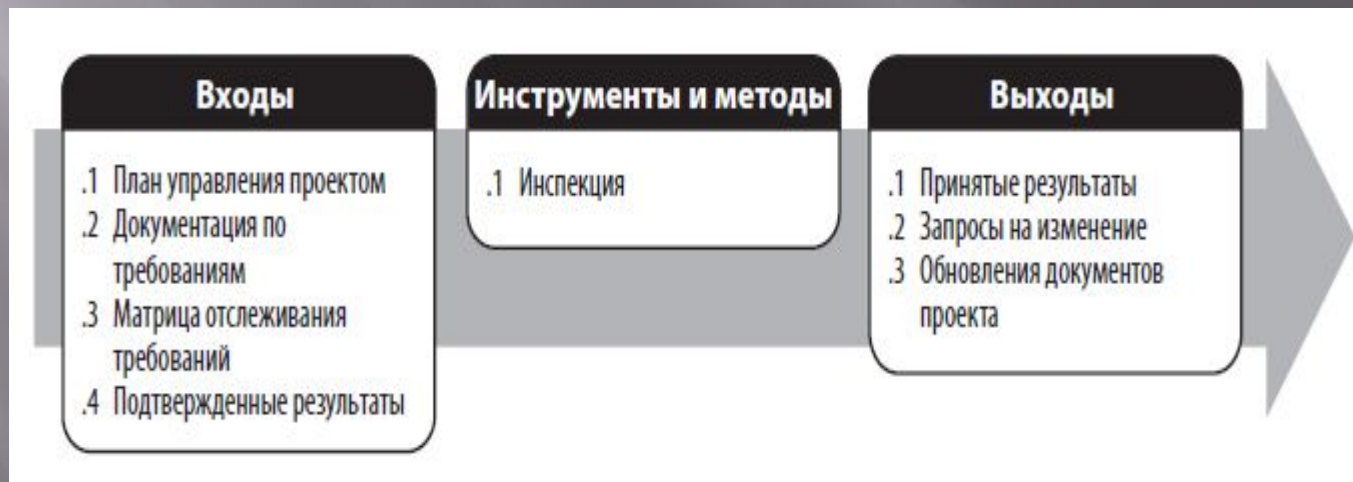 Входы
.1 План управления проектом
.2 Документация по
требованиям
.3 Матрица отслеживания
требований
.4 Подтвержденные результаты
Инструменты и методы
.1 Инспекция
Выходы
.1 Принятые результаты
.2 Запросы на изменение
.3 Обновления документов
проекта